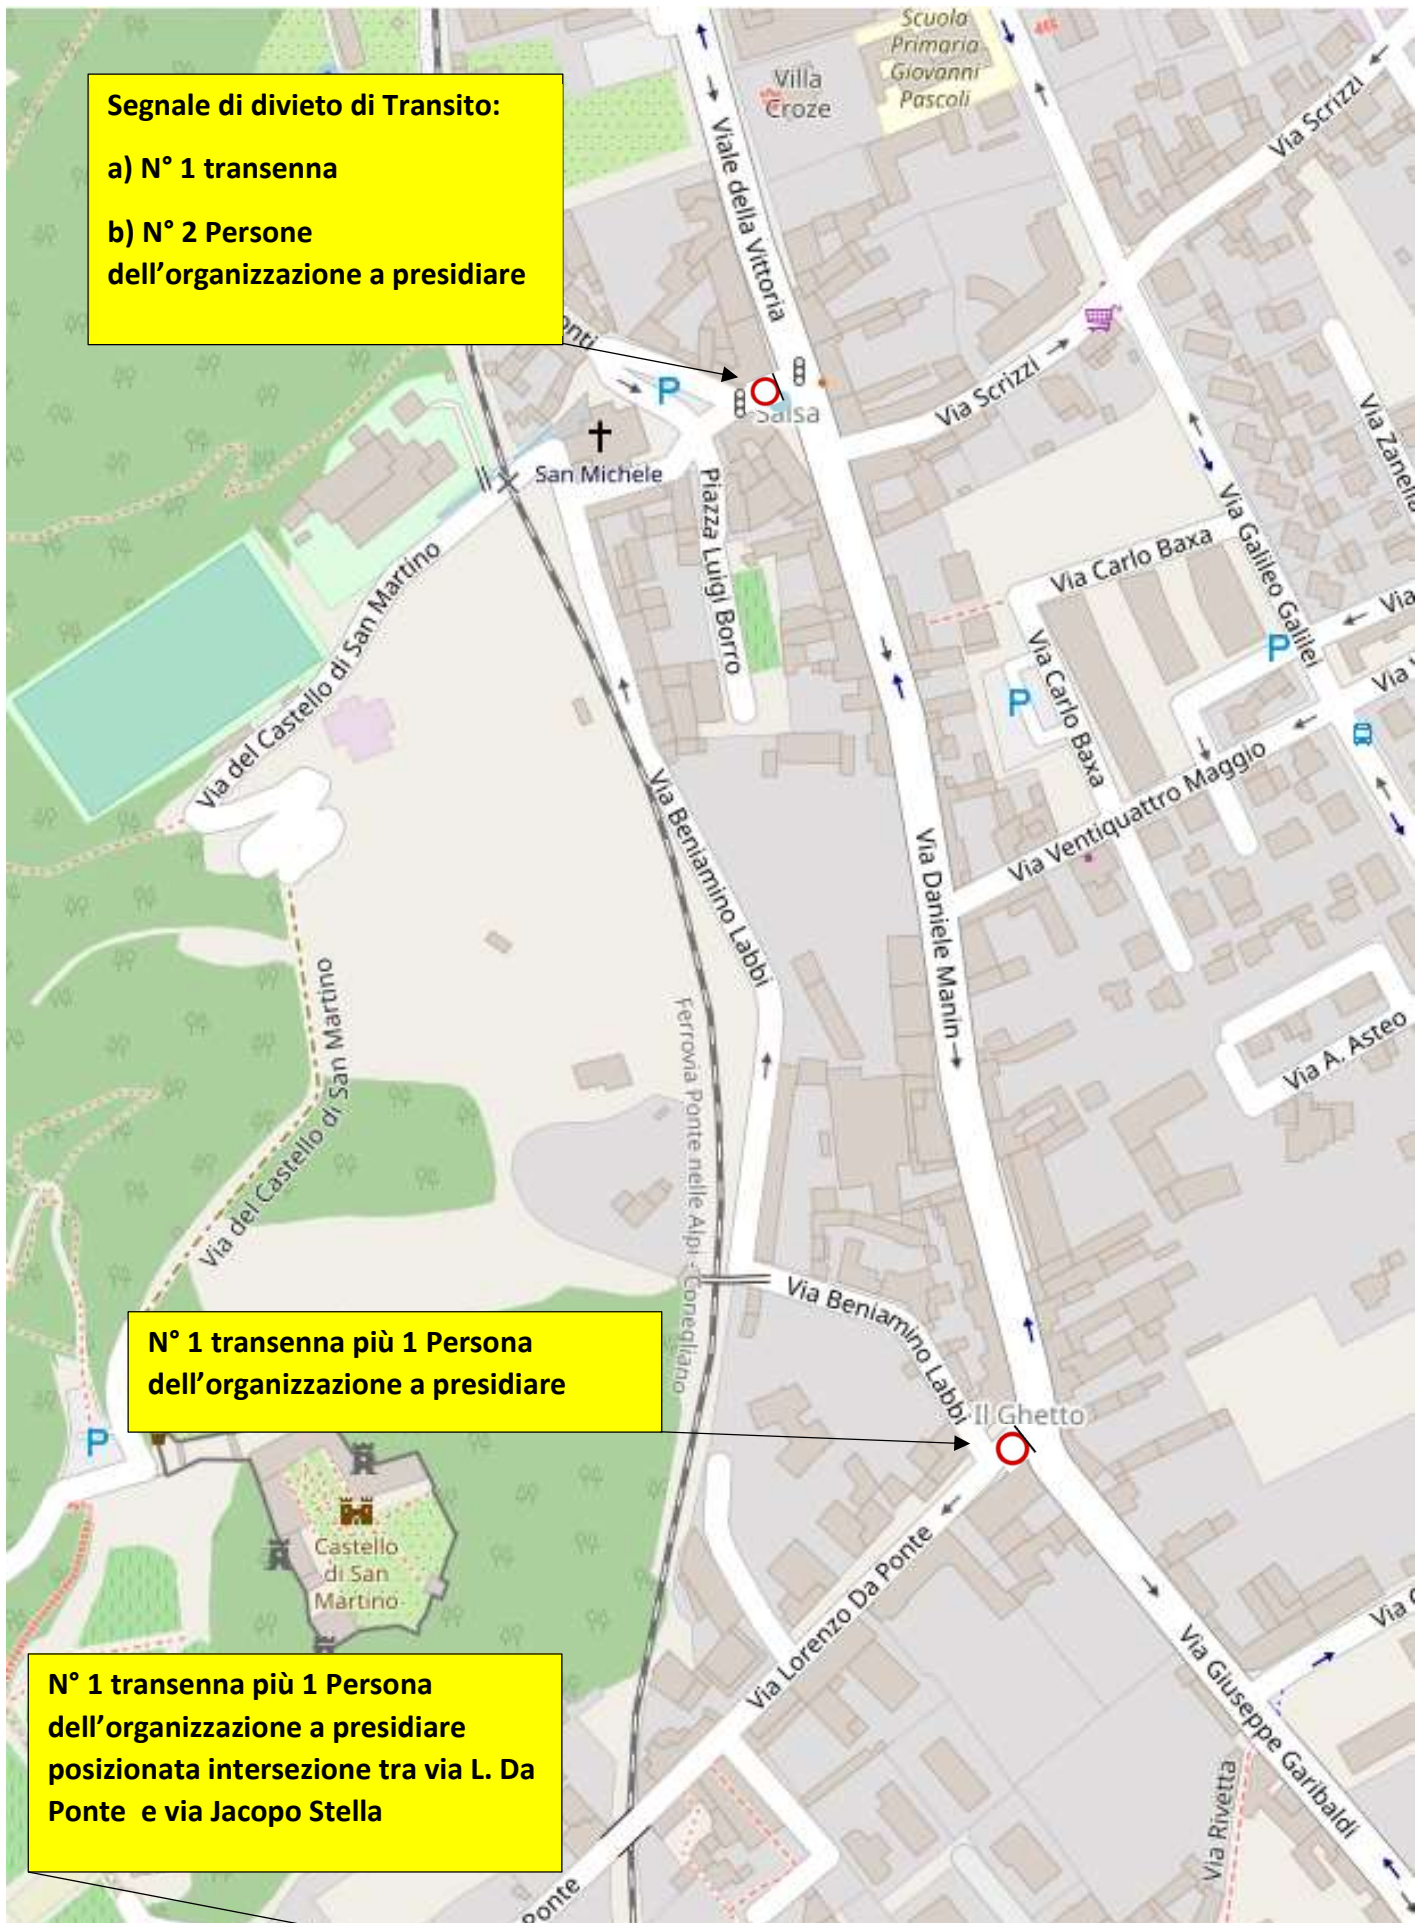 Segnale di divieto di Transito:
a) N° 1 transenna
b) N° 2 Persone
dell’organizzazione a presidiare
Scuola
Primaria
Giovanni
Pascoli
Villa
Croze
Via Scrizzi
Viale della Vittoria
onti
P
Salsa
Via Scrizzi
San Michele
Piazza Luigi Borro
Via Zanella
Via Galileo Galilei
Via Carlo Baxa
Via del Castello di San Martino
Via
P
Via Carlo Baxa
P
Via V
Via Beniamino Labbi
Via Ventiquattro Maggio
Via Daniele Manin
Via del Castello di San Martino
Ferrovia Ponte nelle Alpi - Conegliano
Via A. Asteo
Via Beniamino Labbi
N° 1 transenna più 1 Persona
dell’organizzazione a presidiare
Il Ghetto
P
Castello
di San
Martino
Via Lorenzo Da Ponte
Via Giuseppe Garibaldi
Via
N° 1 transenna più 1 Persona
dell’organizzazione a presidiare
posizionata intersezione tra via L. Da
Ponte e via Jacopo Stella
Via Rivetta
Ponte